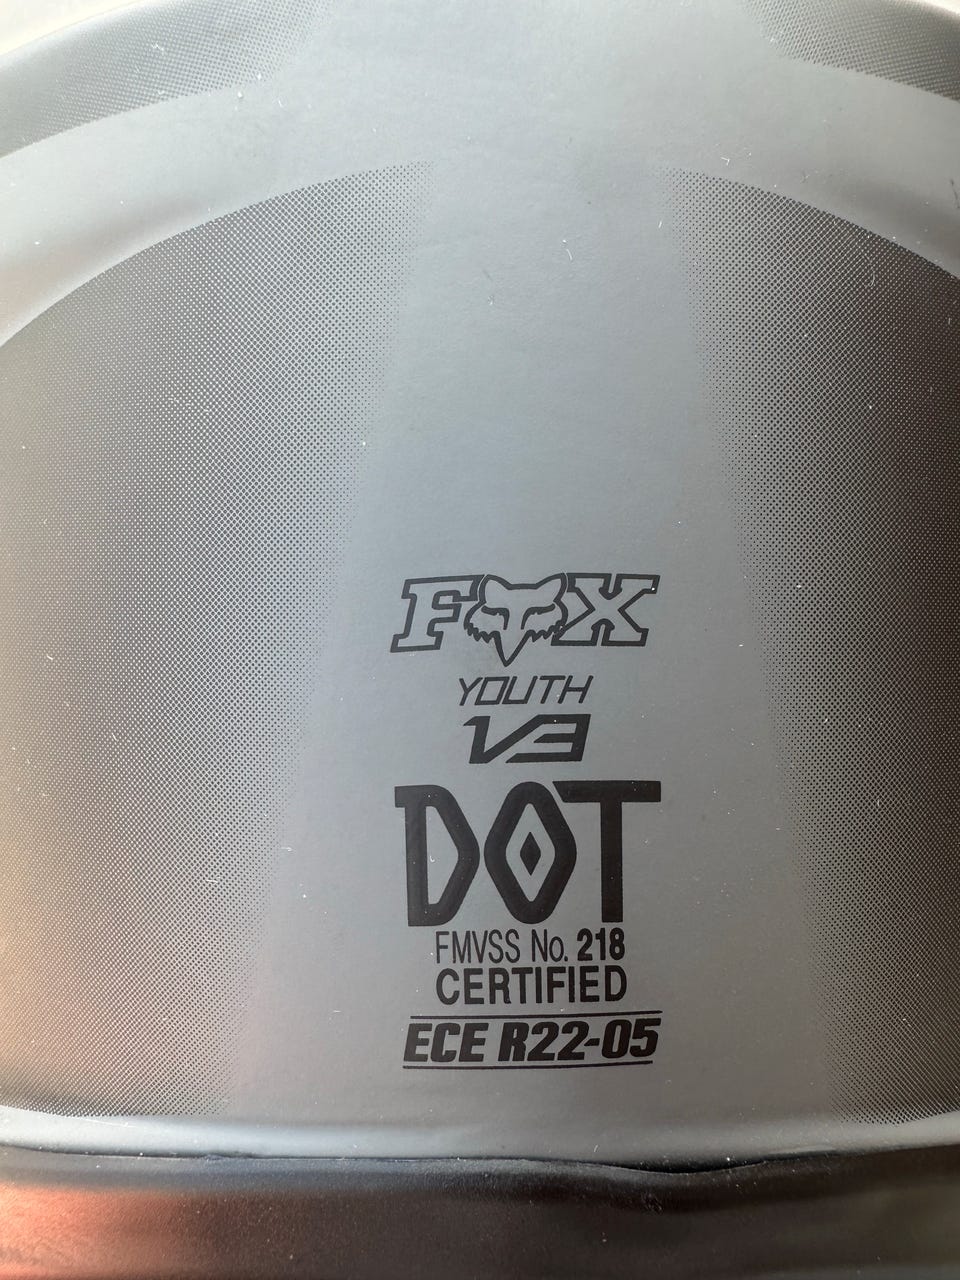 FOX
YOUTH
V3
DOT
FMVSS No. 218
CERTIFIED
ECE R22-05